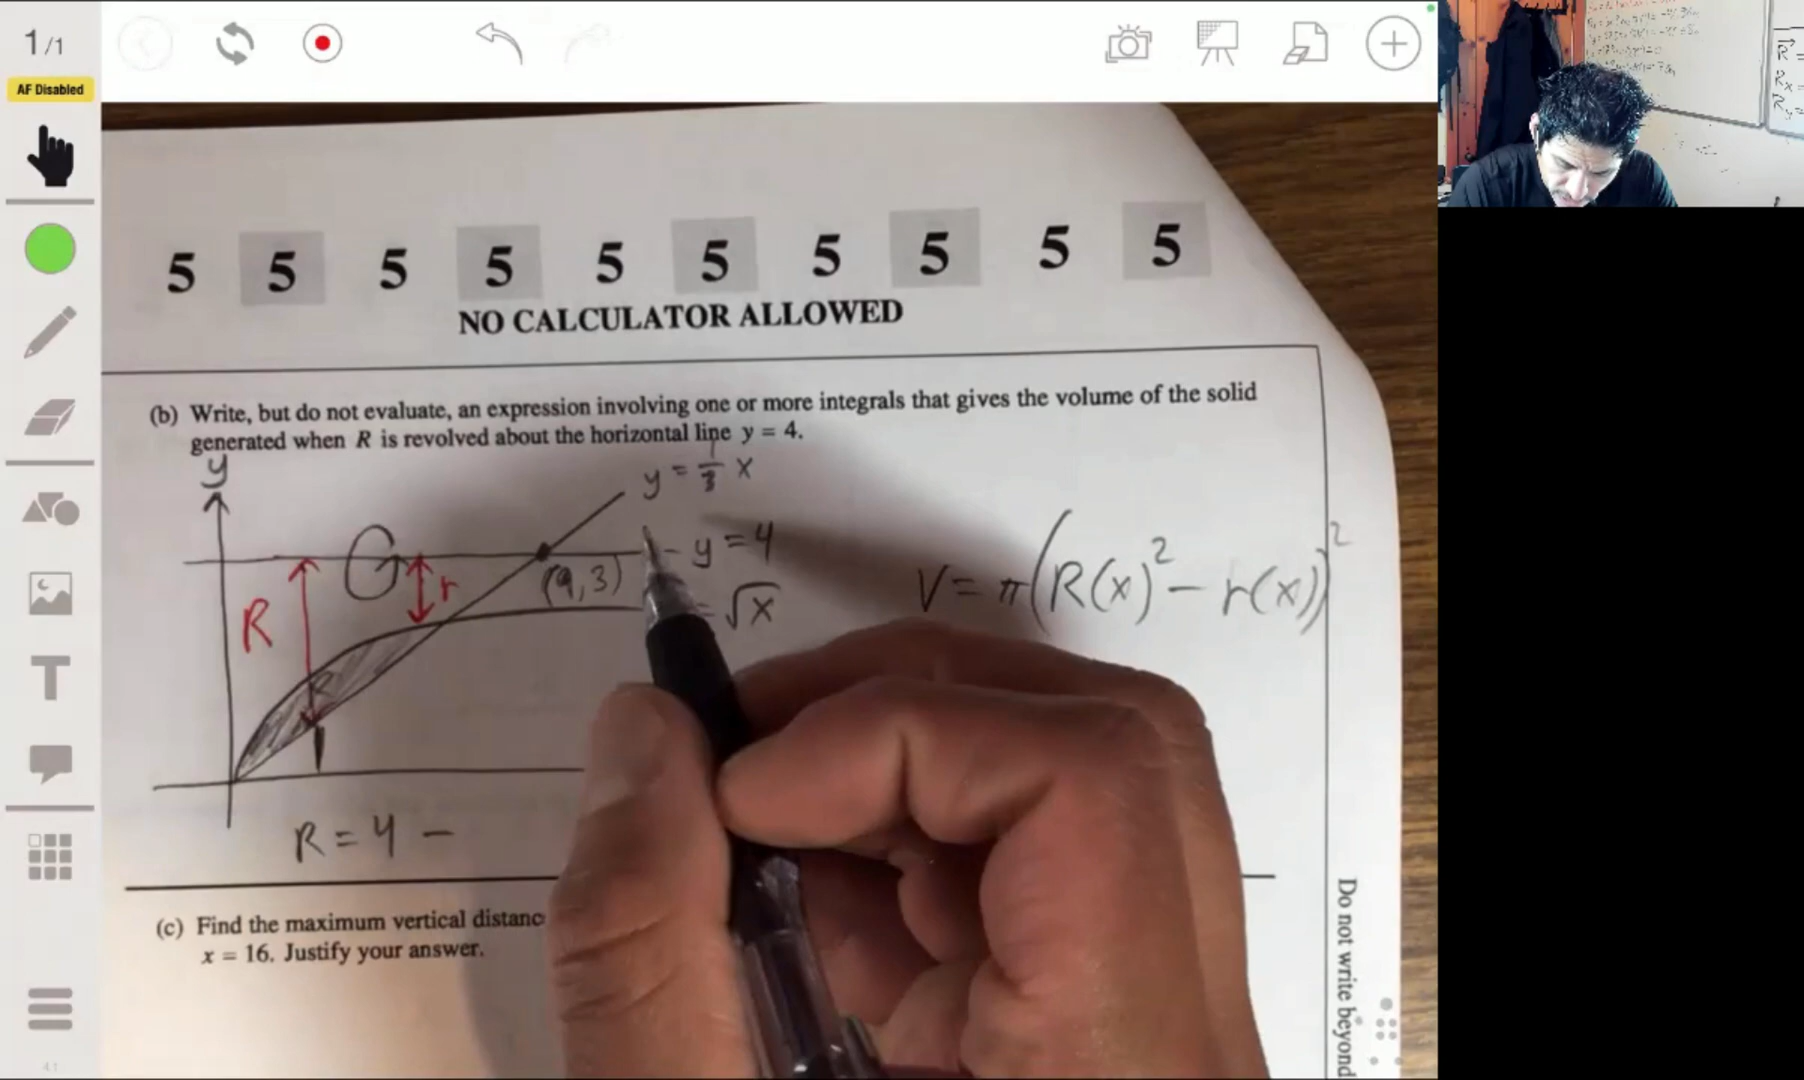 1/1
AF Disabled
5 5 5 5 5 5 5 5 5 5
NO CALCULATOR ALLOWED
(b) Write, but do not evaluate, an expression involving one or more integrals that gives the volume of the solid
generated when R is revolved about the horizontal line y = 4.
y
y = 1/3 x
y = 4
(9,3)
= √x
R
r
R
V = π(R(x)² − r(x))²
R = 4 −
(c) Find the maximum vertical distanc
x = 16. Justify your answer.
Do not write beyond
T